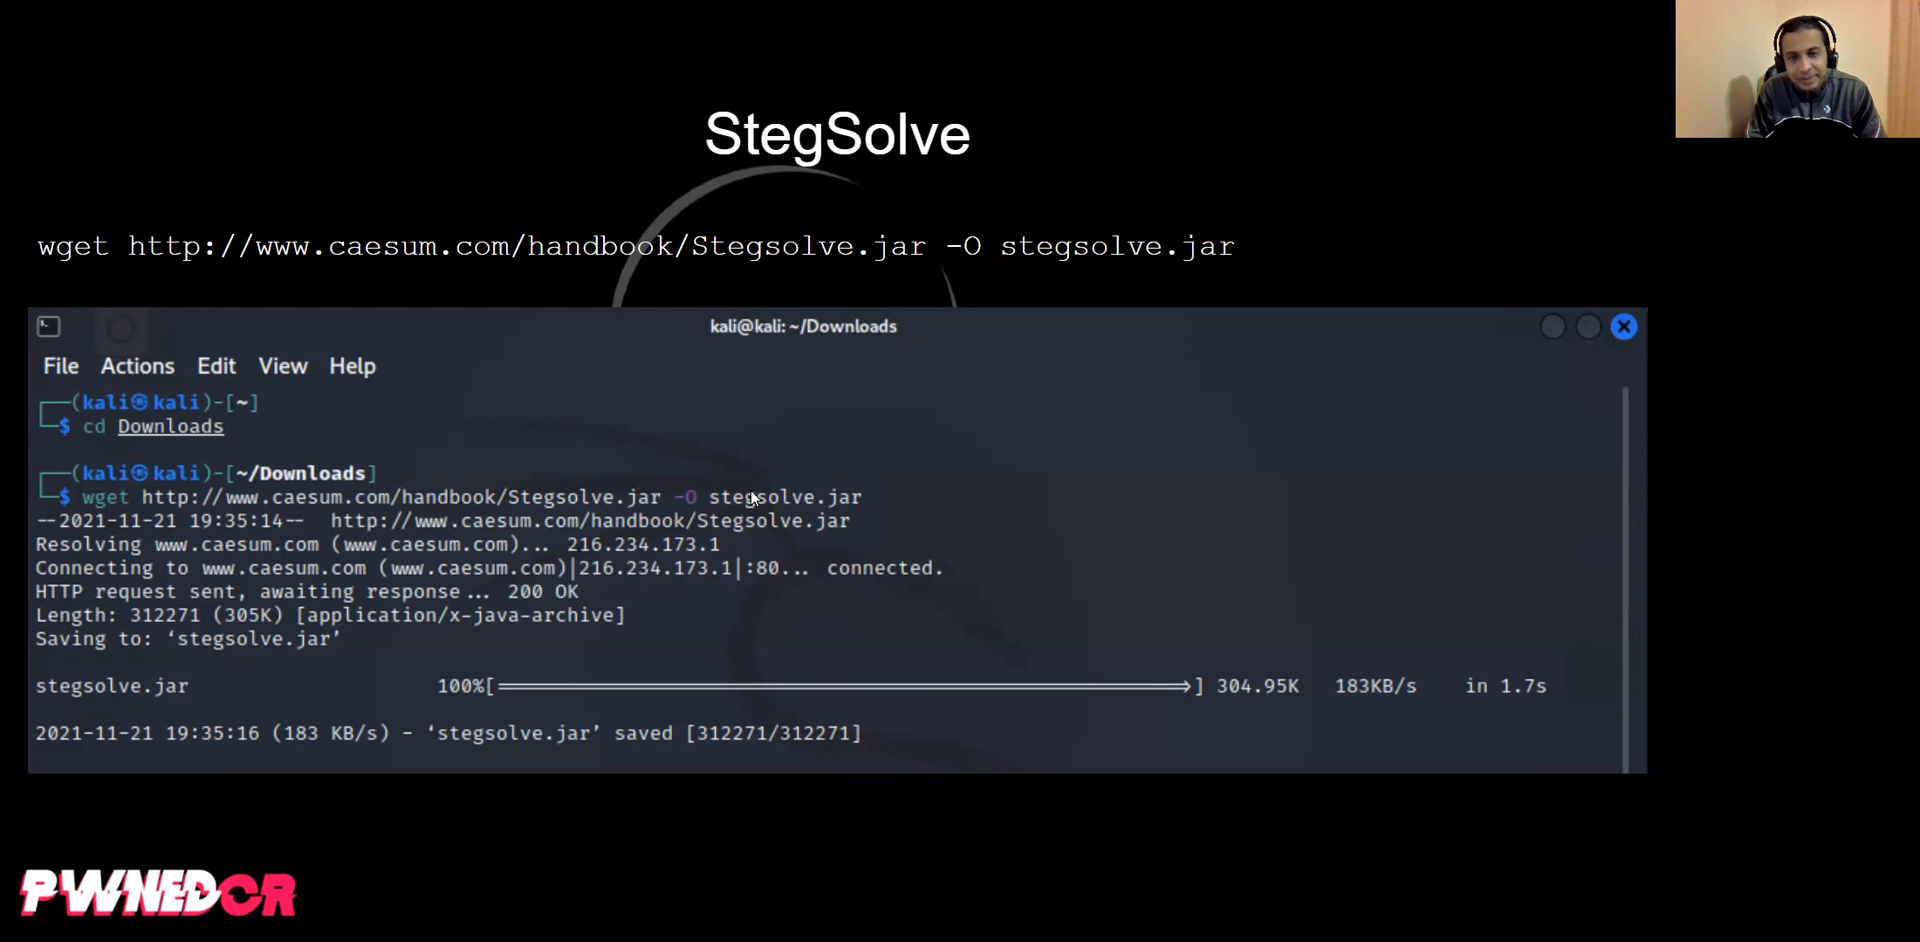 StegSolve
wget http://www.caesum.com/handbook/Stegsolve.jar -O stegsolve.jar
kali@kali: ~/Downloads
File Actions Edit View Help
┌──(kali㉿kali)-[~]
└─$ cd Downloads
┌──(kali㉿kali)-[~/Downloads]
└─$ wget http://www.caesum.com/handbook/Stegsolve.jar -O stegsolve.jar
--2021-11-21 19:35:14-- http://www.caesum.com/handbook/Stegsolve.jar
Resolving www.caesum.com (www.caesum.com)... 216.234.173.1
Connecting to www.caesum.com (www.caesum.com)|216.234.173.1|:80... connected.
HTTP request sent, awaiting response... 200 OK
Length: 312271 (305K) [application/x-java-archive]
Saving to: ‘stegsolve.jar’
stegsolve.jar 100%[===================>] 304.95K 183KB/s in 1.7s
2021-11-21 19:35:16 (183 KB/s) - ‘stegsolve.jar’ saved [312271/312271]
PWNEDCR